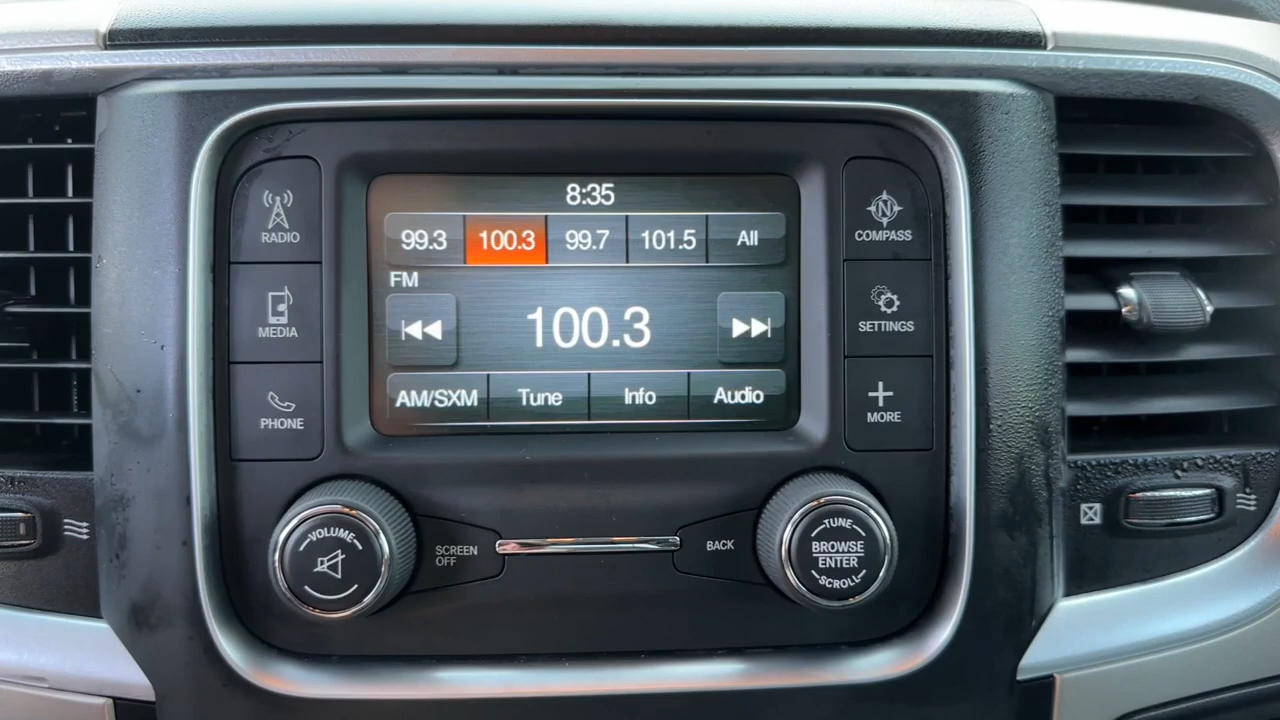 8:35
99.3 100.3 99.7 101.5 All
FM
100.3
AM/SXM Tune Info Audio
RADIO
MEDIA
PHONE
N
COMPASS
SETTINGS
MORE
VOLUME
SCREEN
OFF
BACK
TUNE
BROWSE
ENTER
SCROLL